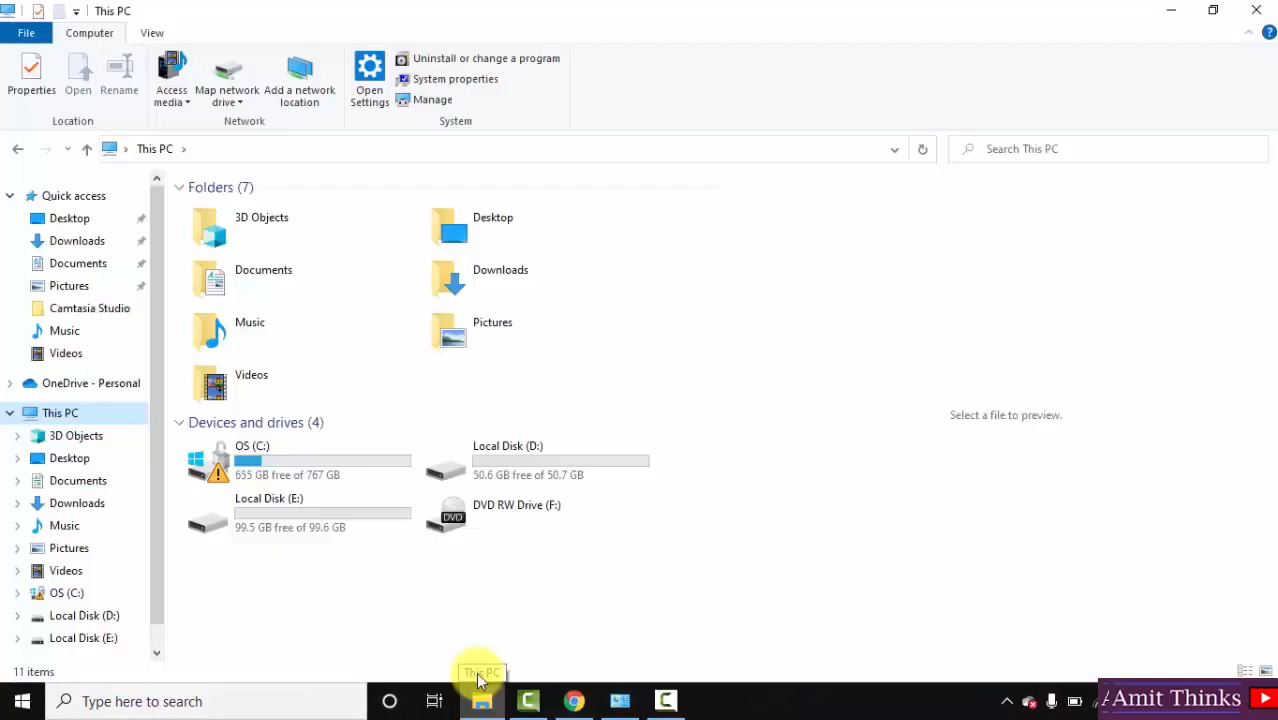 This PC
File
Computer
View
Properties
Open
Rename
Access media
Map network drive
Add a network location
Open Settings
Uninstall or change a program
System properties
Manage
Location
Network
System
This PC
Search This PC
Quick access
Desktop
Downloads
Documents
Pictures
Camtasia Studio
Music
Videos
OneDrive - Personal
This PC
3D Objects
Desktop
Documents
Downloads
Music
Pictures
Videos
OS (C:)
Local Disk (D:)
Local Disk (E:)
Folders (7)
3D Objects
Desktop
Documents
Downloads
Music
Pictures
Videos
Devices and drives (4)
OS (C:)
655 GB free of 767 GB
Local Disk (D:)
50.6 GB free of 50.7 GB
Local Disk (E:)
99.5 GB free of 99.6 GB
DVD RW Drive (F:)
DVD
Select a file to preview.
11 items
This PC
Type here to search
Amit Thinks